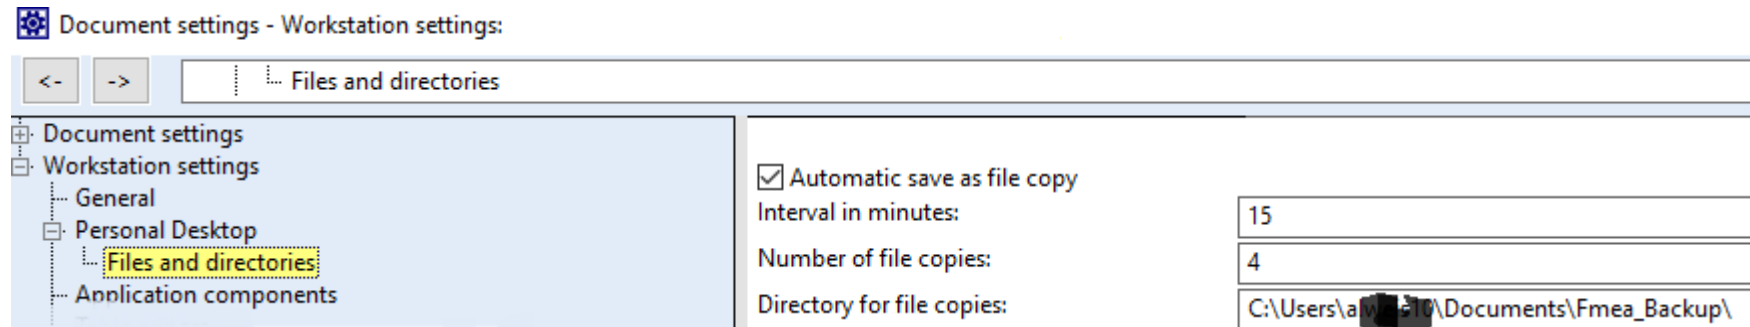 Document settings - Workstation settings:
<- ->
Files and directories
Document settings
Workstation settings
General
Personal Desktop
Files and directories
Application components
Automatic save as file copy
Interval in minutes: 15
Number of file copies: 4
Directory for file copies: \Documents\Fmea_Backup\